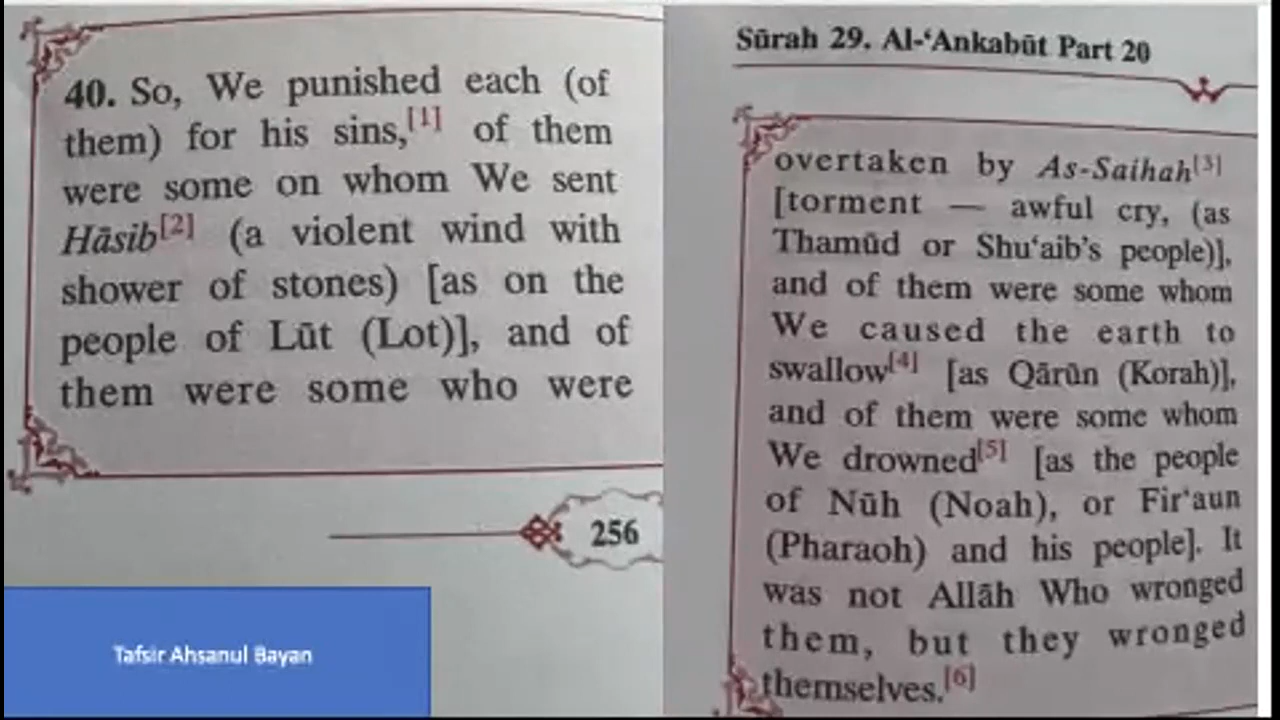 40. So, We punished each (of
them) for his sins,[1] of them
were some on whom We sent
Hāsib[2] (a violent wind with
shower of stones) [as on the
people of Lūt (Lot)], and of
them were some who were
256
Tafsir Ahsanul Bayan
Sūrah 29. Al-‘Ankabūt Part 20
overtaken by As-Saihah[3]
[torment — awful cry, (as
Thamūd or Shu‘aib's people)],
and of them were some whom
We caused the earth to
swallow[4] [as Qārūn (Korah)],
and of them were some whom
We drowned[5] [as the people
of Nūh (Noah), or Fir‘aun
(Pharaoh) and his people]. It
was not Allāh Who wronged
them, but they wronged
themselves.[6]